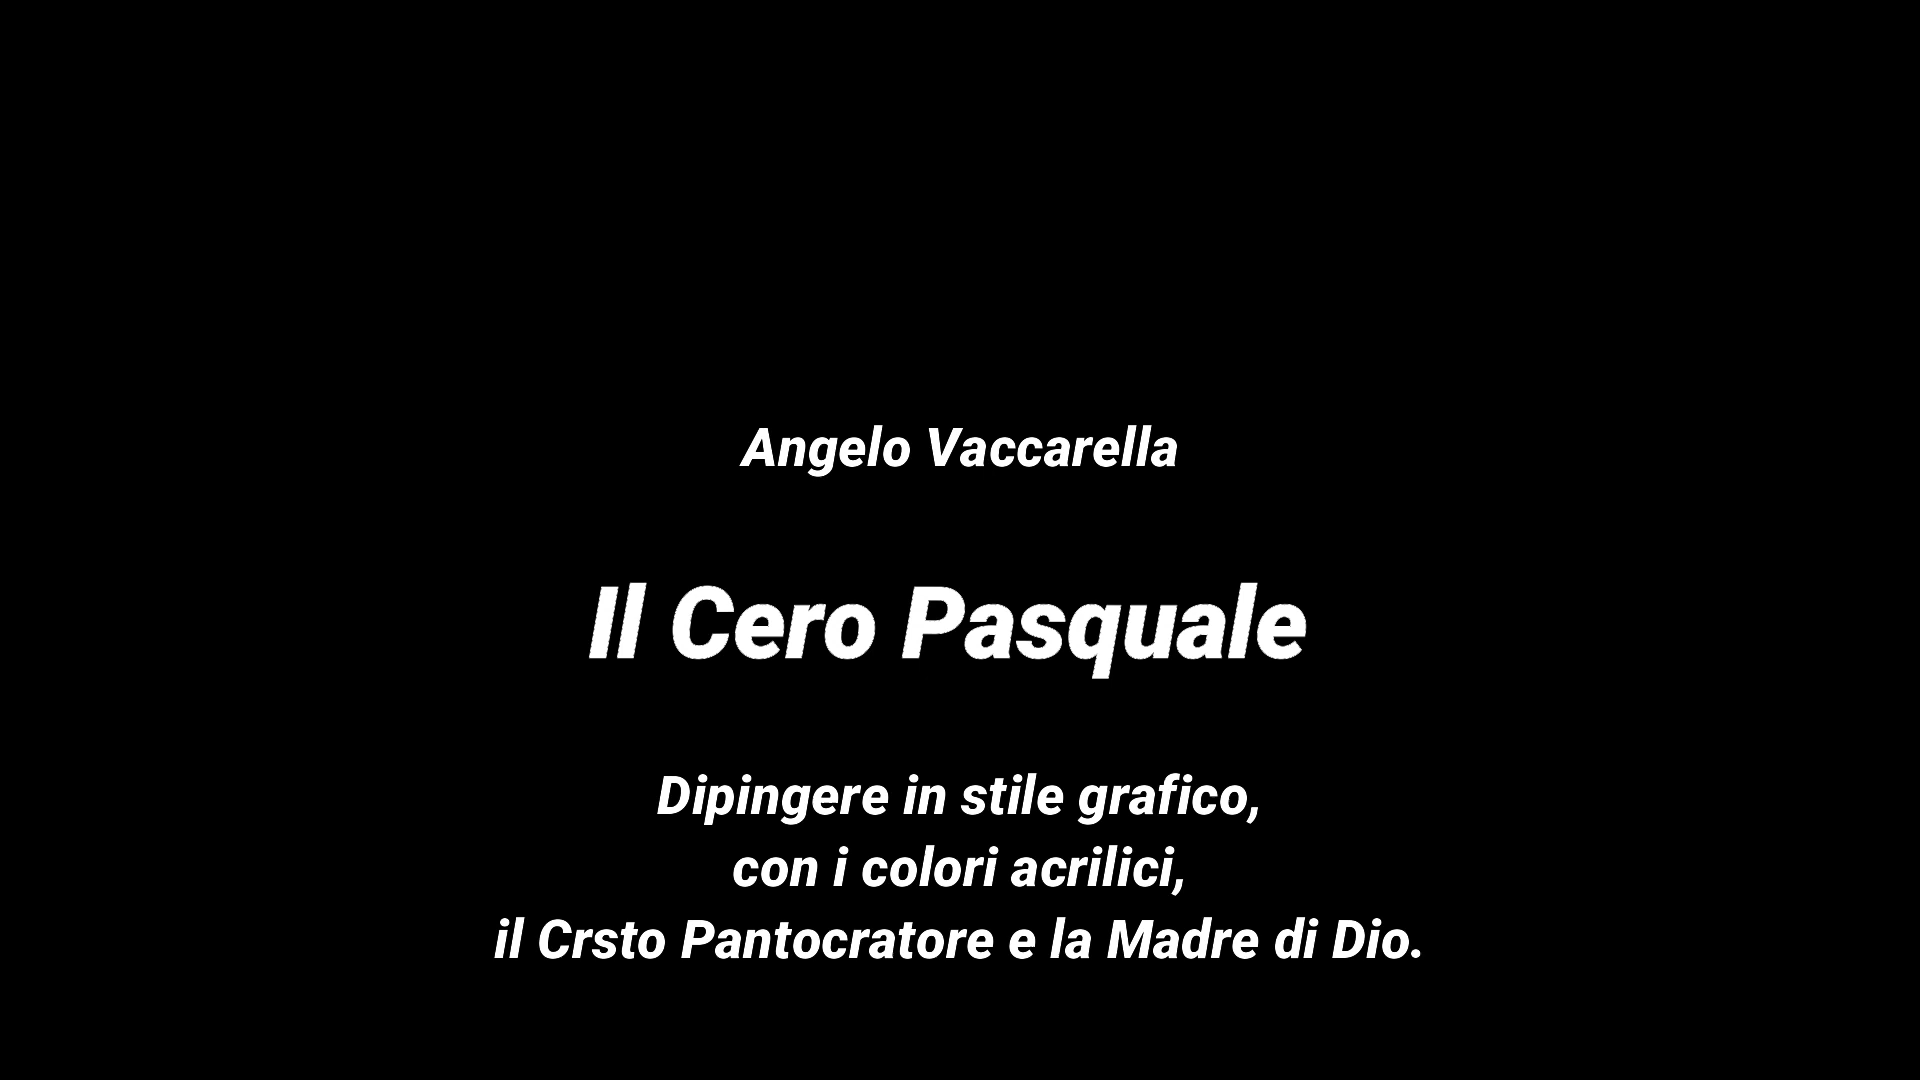 Angelo Vaccarella
Il Cero Pasquale
Dipingere in stile grafico,
con i colori acrilici,
il Crsto Pantocratore e la Madre di Dio.